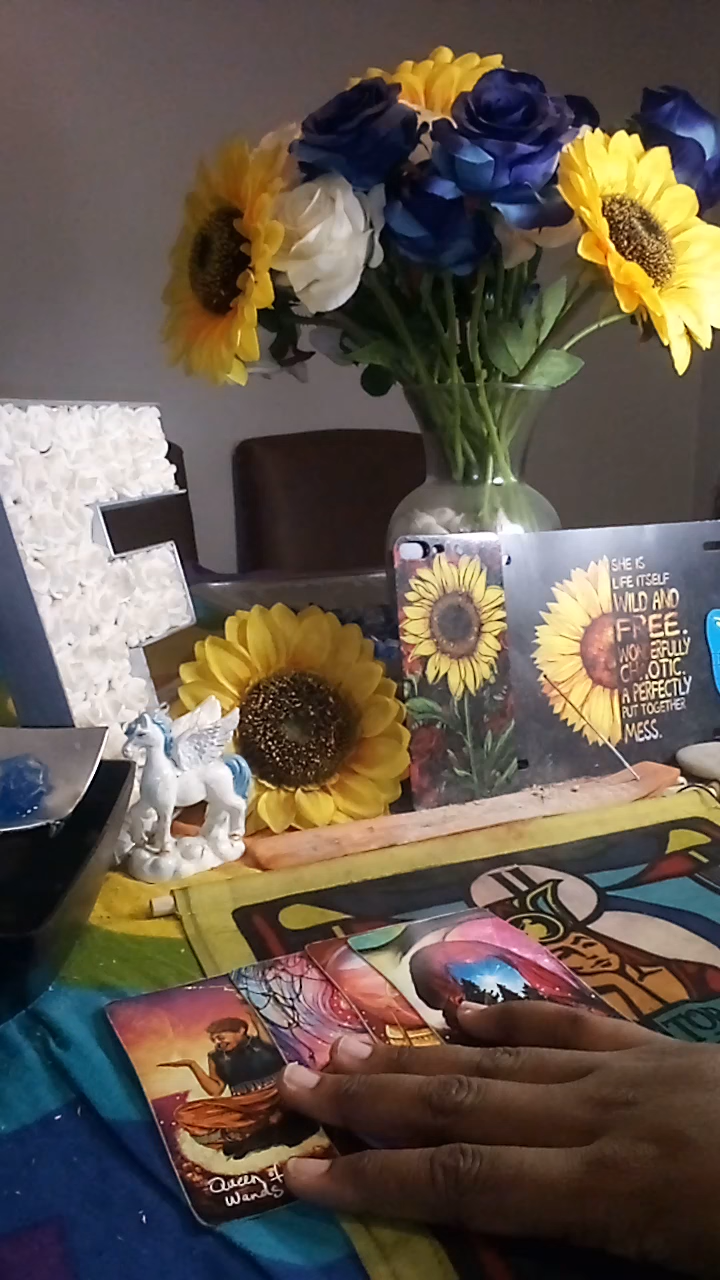 SHE IS
LIFE ITSELF
WILD AND
FREE.
WONDERFULLY
CHAOTIC.
A PERFECTLY
PUT TOGETHER
MESS.
Queen of
Wands